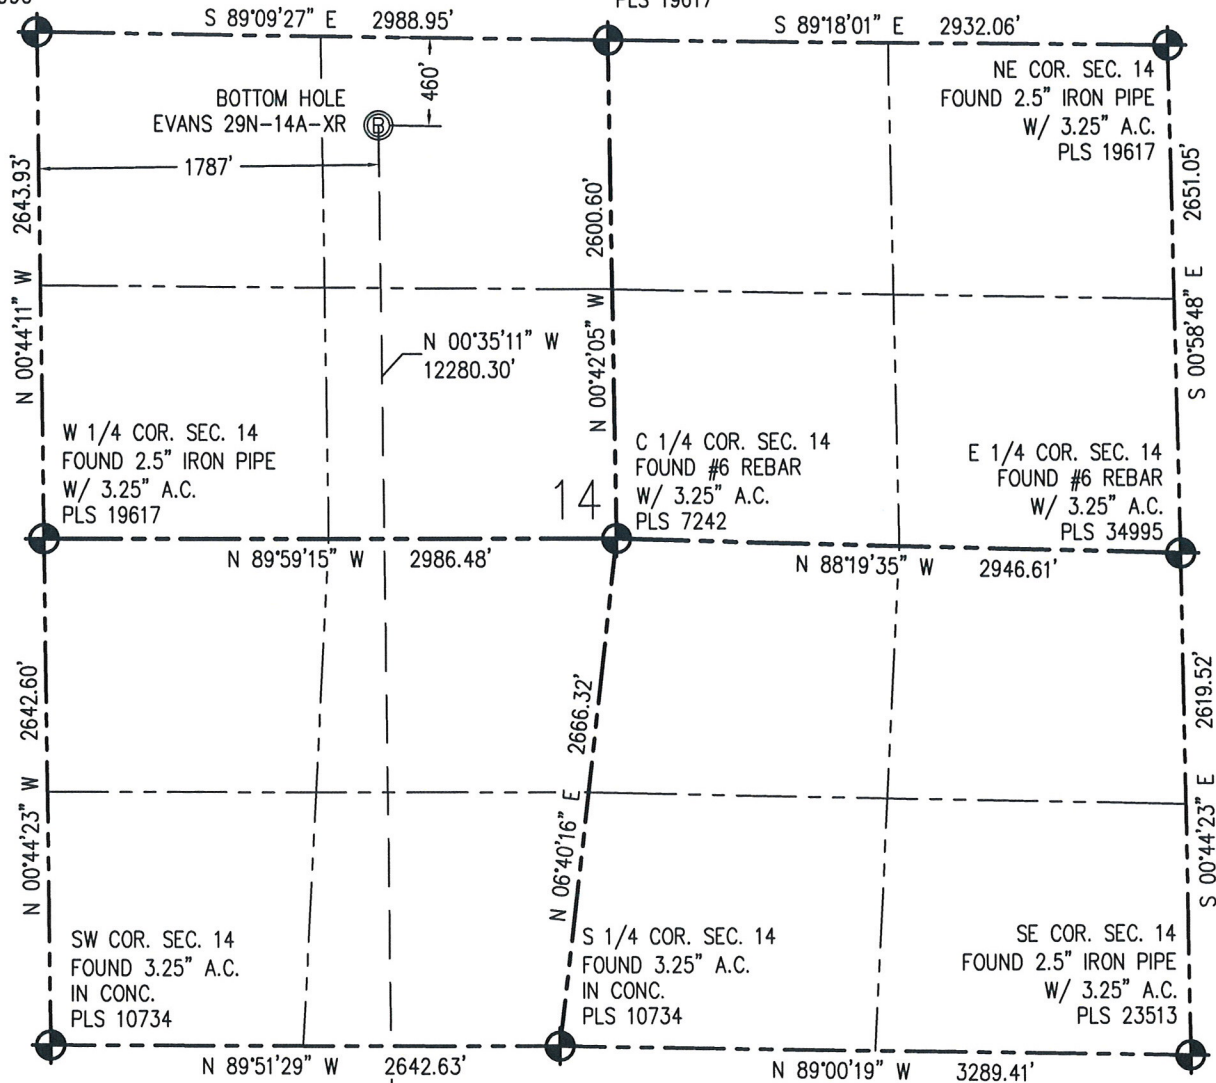 PLS 19617
S 89°09'27" E 2988.95'
S 89°18'01" E 2932.06'
460'
BOTTOM HOLE
EVANS 29N-14A-XR
B
1787'
NE COR. SEC. 14
FOUND 2.5" IRON PIPE
W/ 3.25" A.C.
PLS 19617
N 00°44'11" W 2643.93'
N 00°42'05" W 2600.60'
S 00°58'48" E 2651.05'
N 00°35'11" W
12280.30'
W 1/4 COR. SEC. 14
FOUND 2.5" IRON PIPE
W/ 3.25" A.C.
PLS 19617
14
C 1/4 COR. SEC. 14
FOUND #6 REBAR
W/ 3.25" A.C.
PLS 7242
E 1/4 COR. SEC. 14
FOUND #6 REBAR
W/ 3.25" A.C.
PLS 34995
N 89°59'15" W 2986.48'
N 88°19'35" W 2946.61'
N 00°44'23" W 2642.60'
N 06°40'16" E 2666.32'
S 00°44'23" E 2619.52'
SW COR. SEC. 14
FOUND 3.25" A.C.
IN CONC.
PLS 10734
S 1/4 COR. SEC. 14
FOUND 3.25" A.C.
IN CONC.
PLS 10734
SE COR. SEC. 14
FOUND 2.5" IRON PIPE
W/ 3.25" A.C.
PLS 23513
N 89°51'29" W 2642.63'
N 89°00'19" W 3289.41'